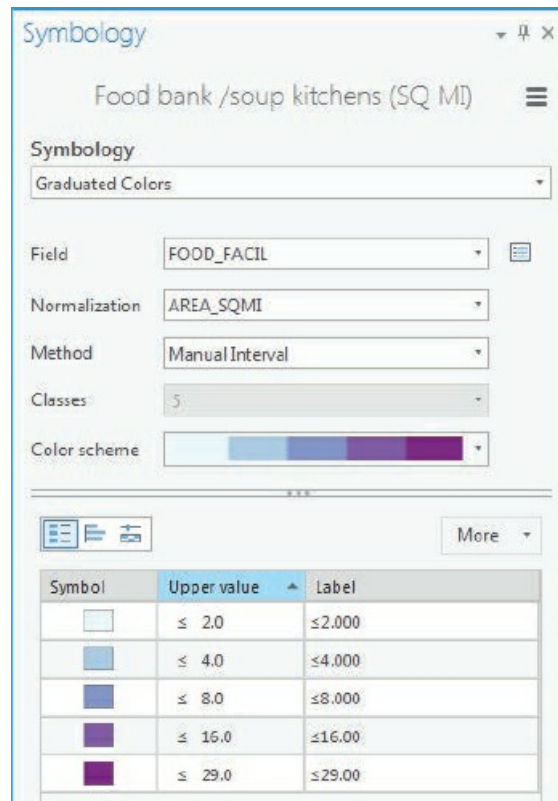 Symbology
Food bank /soup kitchens (SQ MI)
Symbology
Graduated Colors
Field FOOD_FACIL
Normalization AREA_SQMI
Method Manual Interval
Classes 5
Color scheme
More
Symbol Upper value Label
≤ 2.0 ≤2.000
≤ 4.0 ≤4.000
≤ 8.0 ≤8.000
≤ 16.0 ≤16.00
≤ 29.0 ≤29.00